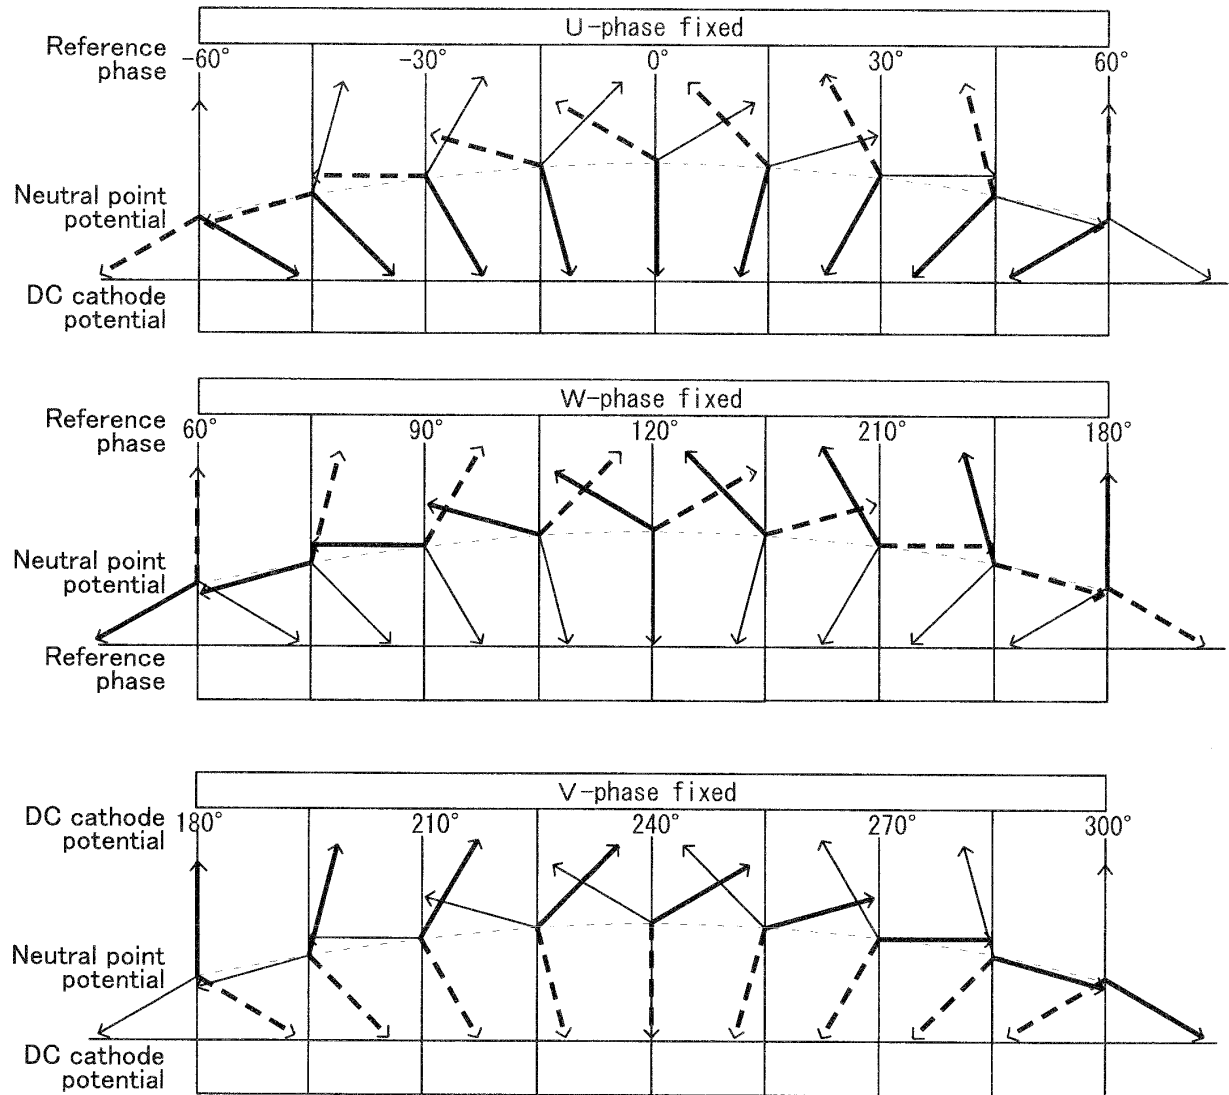 U-phase fixed
Reference
phase
-60° -30° 0° 30° 60°
Neutral point
potential
DC cathode
potential
W-phase fixed
Reference
phase
60° 90° 120° 210° 180°
Neutral point
potential
Reference
phase
V-phase fixed
DC cathode
potential
180° 210° 240° 270° 300°
Neutral point
potential
DC cathode
potential